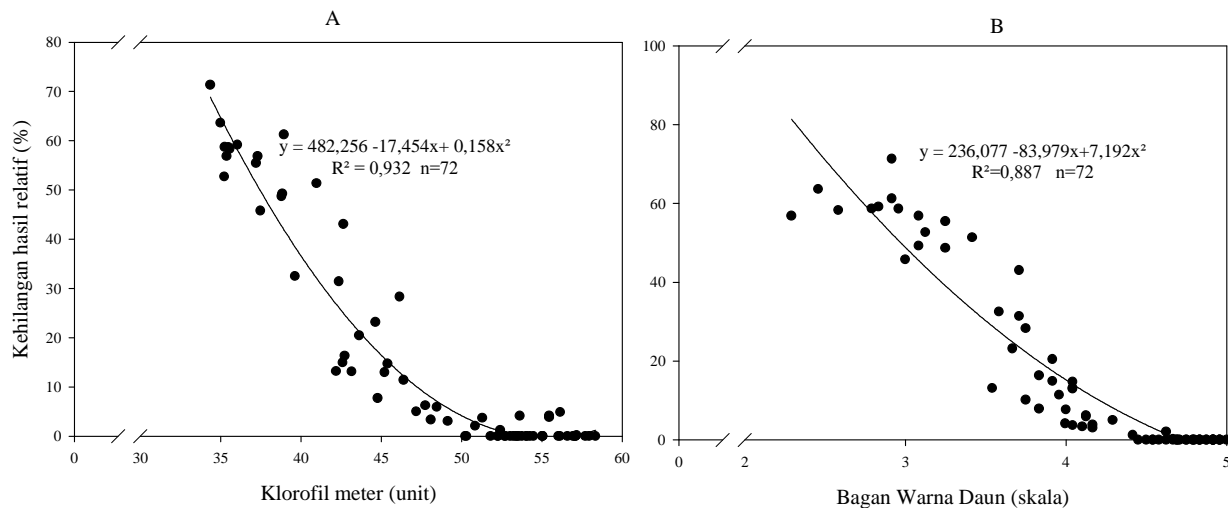 A
80
70
60
50
40
30
20
10
0
Kehilangan hasil relatif (%)
y = 482,256 -17,454x+ 0,158x²
R² = 0,932 n=72
0 30 35 40 45 50 55 60
Klorofil meter (unit)
B
100
80
60
40
20
0
y = 236,077 -83,979x+7,192x²
R²=0,887 n=72
0 2 3 4 5
Bagan Warna Daun (skala)